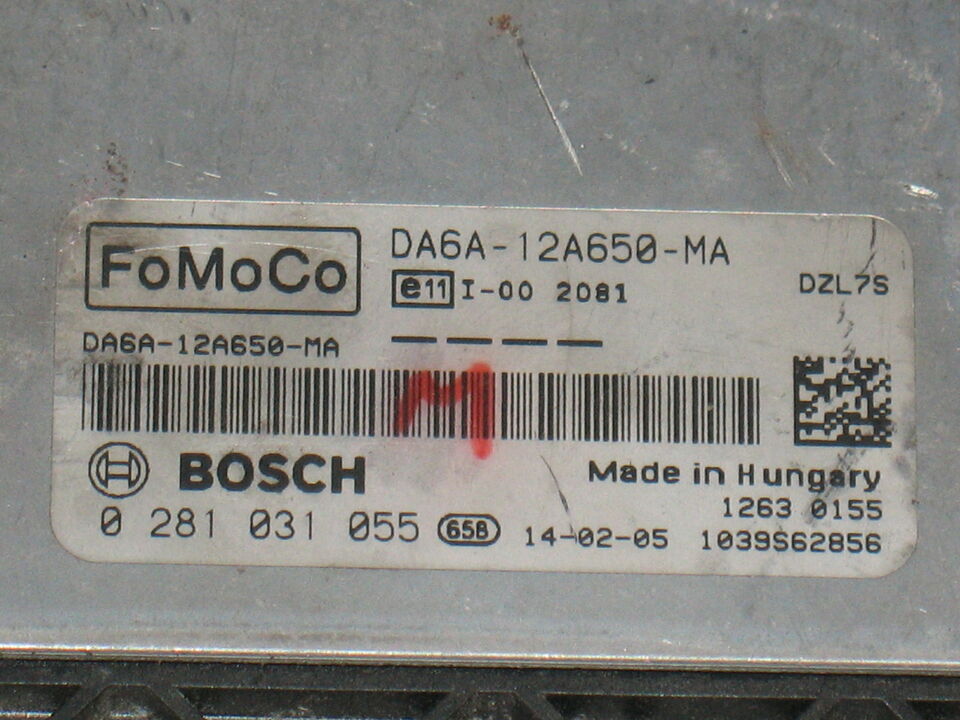 FoMoCo
DA6A-12A650-MA
e11 I-00 2081
DZL7S
DA6A-12A650-MA
M
BOSCH
Made in Hungary
1263 0155
0 281 031 055 658 14-02-05 1039S62856